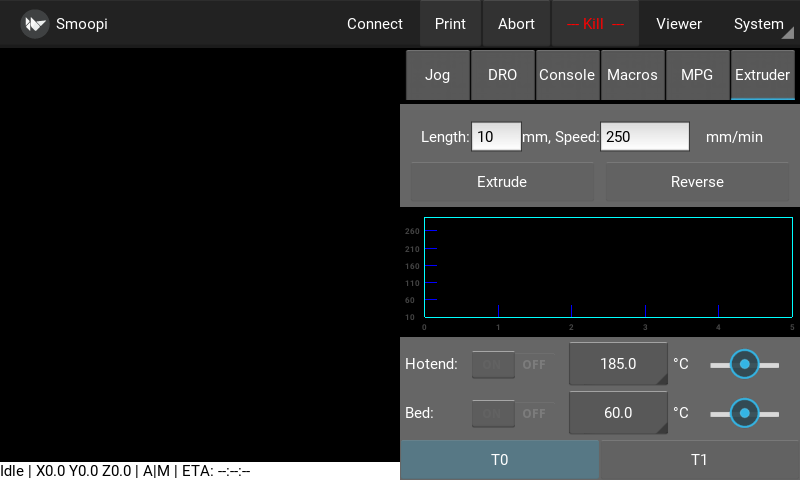 Smoopi Connect Print Abort — Kill — Viewer System
Jog DRO Console Macros MPG Extruder
Length: 10 mm, Speed: 250 mm/min
Extrude Reverse
260
210
160
110
60
10
0 1 2 3 4 5
Hotend: ON OFF 185.0 °C
Bed: ON OFF 60.0 °C
T0 T1
Idle | X0.0 Y0.0 Z0.0 | A|M | ETA: --:--:--